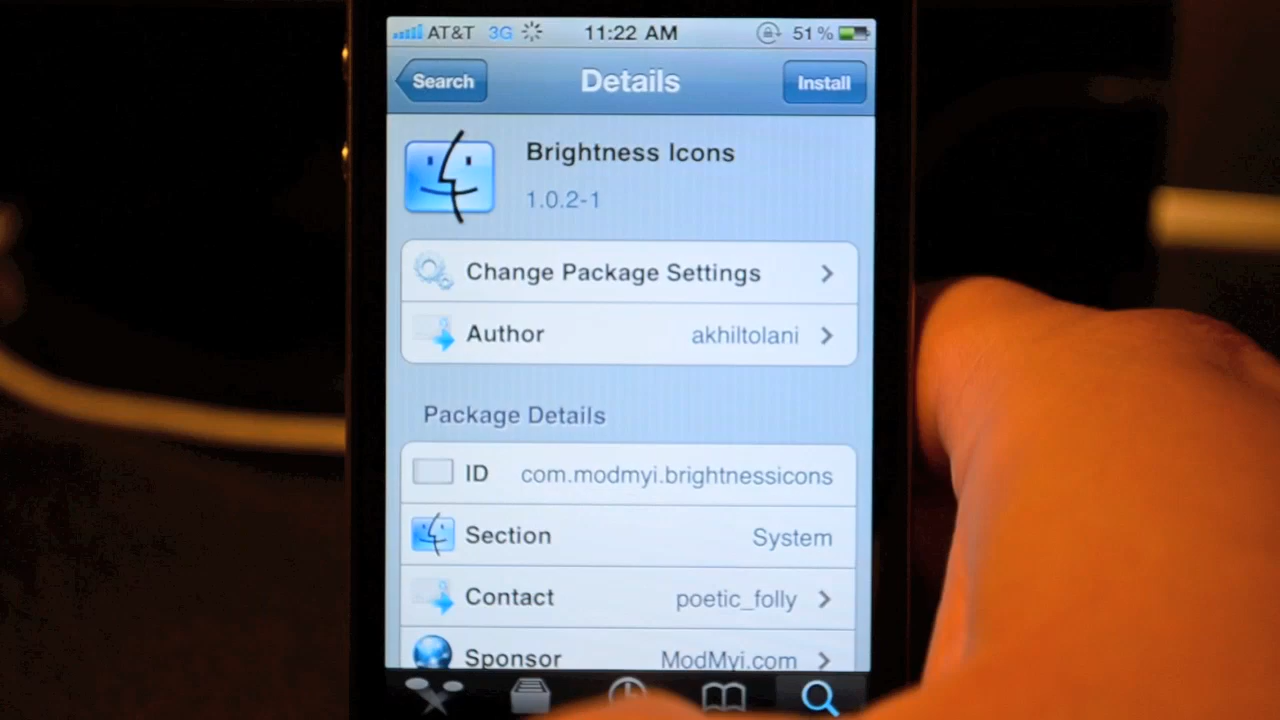 AT&T 3G 11:22 AM 51%
Search Details Install
Brightness Icons
1.0.2-1
Change Package Settings
Author akhiltolani
Package Details
ID com.modmyi.brightnessicons
Section System
Contact poetic_folly
Sponsor ModMyi.com